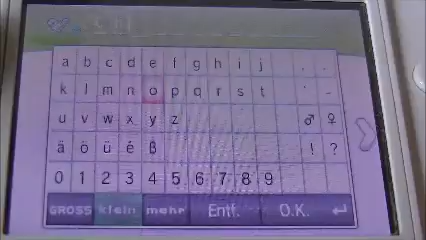 a b c d e f g h i j , .
k l m n o p q r s t ' -
u v w x y z ♂ ♀
ä ö ü é ß ! ?
0 1 2 3 4 5 6 7 8 9
GROSS klein mehr Entf. O.K. ↵